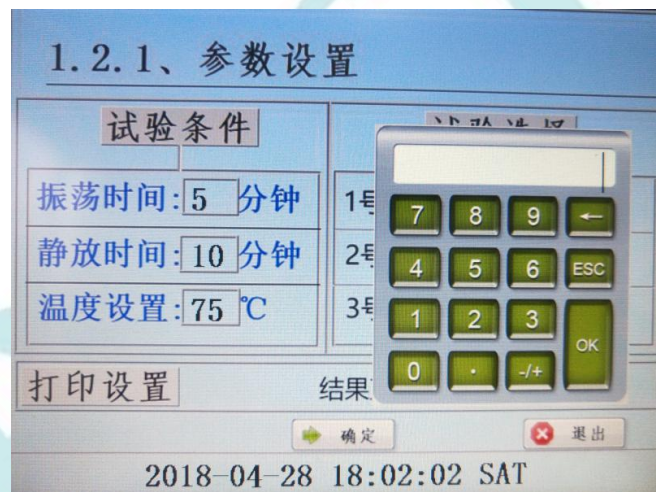 1.2.1、参数设置
试验条件
振荡时间:5 分钟
静放时间:10 分钟
温度设置:75 ℃
1号
2号
3号
7 8 9 ←
4 5 6 ESC
1 2 3
OK
0 · -/+
打印设置
结果
确定
退出
2018-04-28 18:02:02 SAT